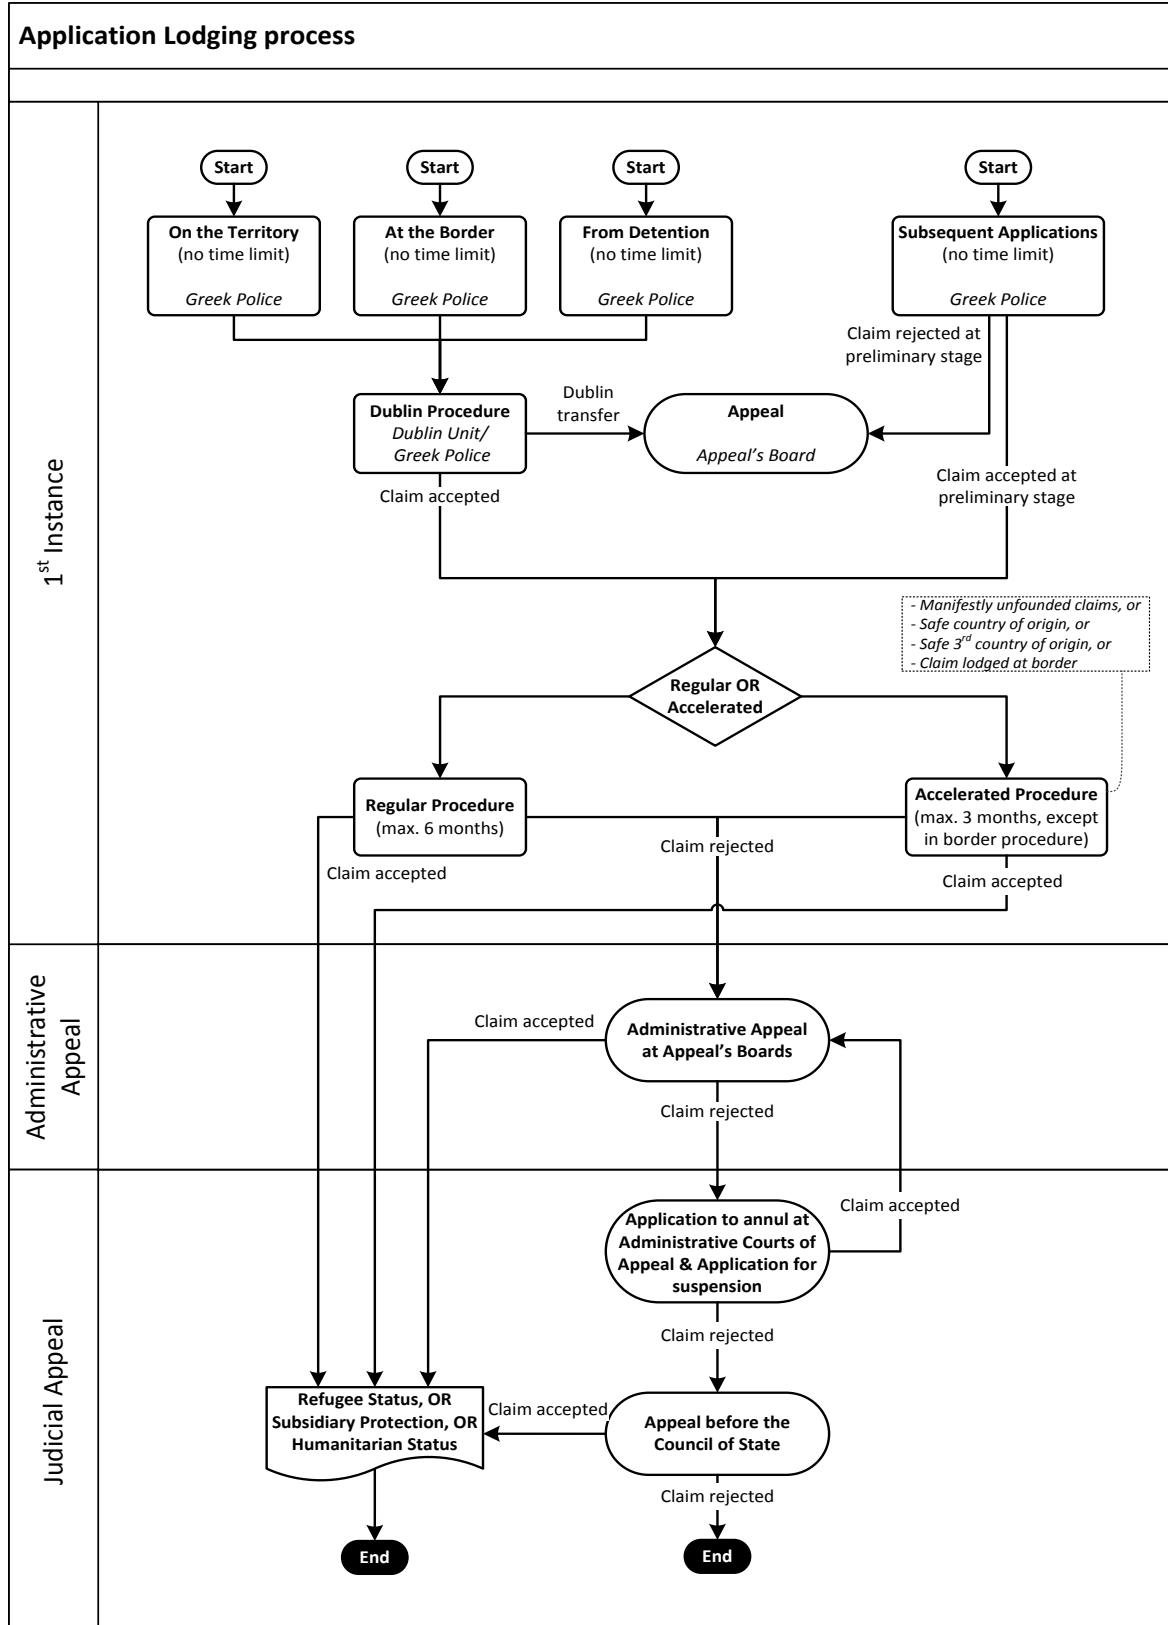 Application Lodging process
1st Instance
Start
Start
Start
Start
On the Territory
(no time limit)
Greek Police
At the Border
(no time limit)
Greek Police
From Detention
(no time limit)
Greek Police
Subsequent Applications
(no time limit)
Greek Police
Claim rejected at
preliminary stage
Dublin Procedure
Dublin Unit/
Greek Police
Dublin
transfer
Appeal
Appeal's Board
Claim accepted
Claim accepted at
preliminary stage
- Manifestly unfounded claims, or
- Safe country of origin, or
- Safe 3rd country of origin, or
- Claim lodged at border
Regular OR
Accelerated
Regular Procedure
(max. 6 months)
Accelerated Procedure
(max. 3 months, except
in border procedure)
Claim accepted
Claim rejected
Claim accepted
Administrative
Appeal
Claim accepted
Administrative Appeal
at Appeal's Boards
Claim rejected
Judicial Appeal
Application to annul at
Administrative Courts of
Appeal & Application for
suspension
Claim accepted
Claim rejected
Refugee Status, OR
Subsidiary Protection, OR
Humanitarian Status
Claim accepted
Appeal before the
Council of State
Claim rejected
End
End